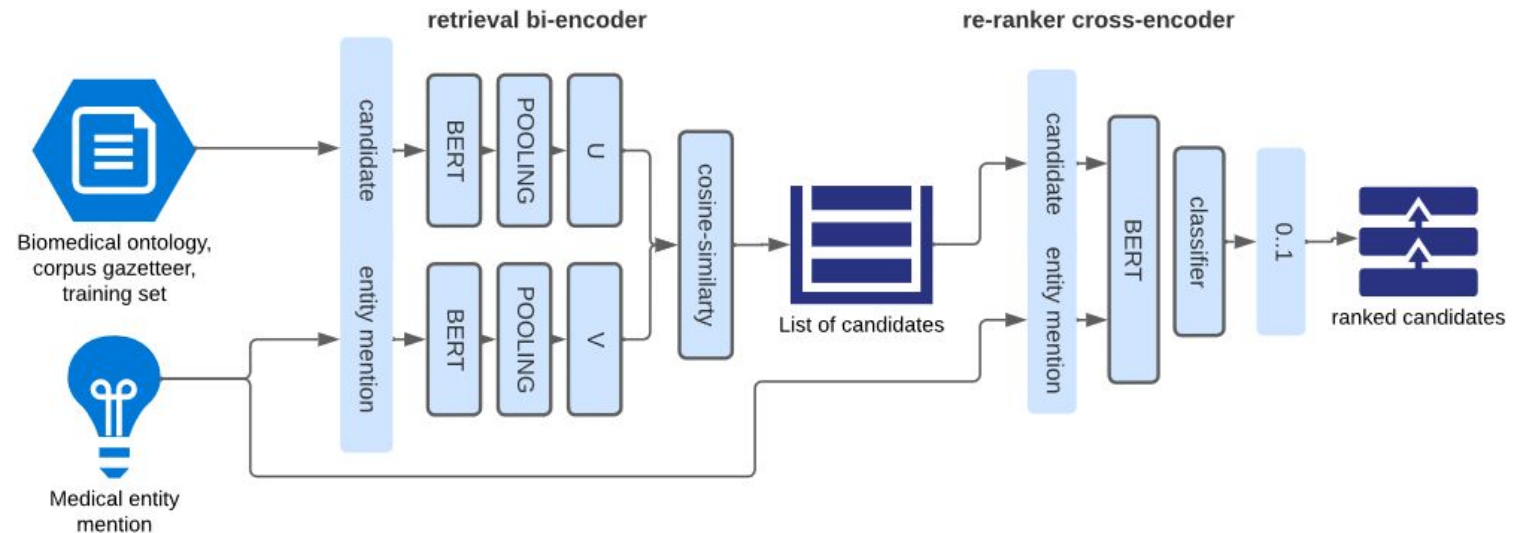 retrieval bi-encoder
re-ranker cross-encoder
Biomedical ontology,
corpus gazetteer,
training set
Medical entity
mention
candidate
entity mention
BERT
POOLING
U
BERT
POOLING
V
cosine-similarty
List of candidates
candidate
entity mention
BERT
classifier
0..1
ranked candidates